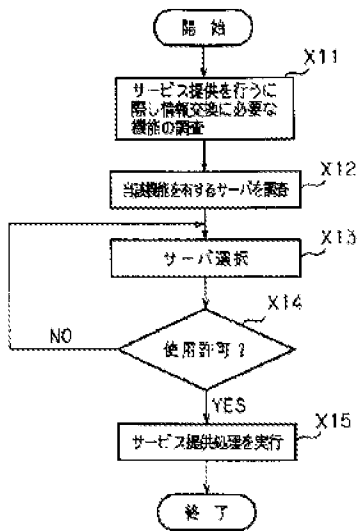 開始
X11
サービス提供を行うに
際し情報交換に必要な
機能の調査
X12
当該機能を有するサーバを調査
X13
サーバ選択
X14
使用許可?
NO
YES
X15
サービス提供処理を実行
終了